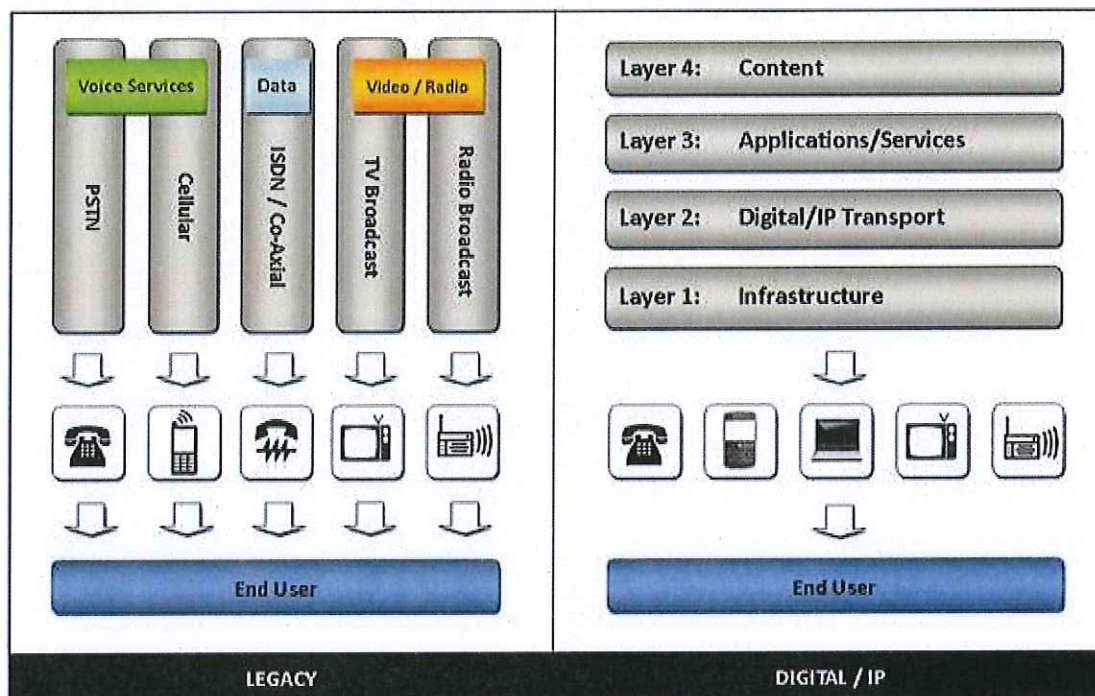 Voice Services
Data
Video / Radio
PSTN
Cellular
ISDN / Co-Axial
TV Broadcast
Radio Broadcast
End User
LEGACY
Layer 4: Content
Layer 3: Applications/Services
Layer 2: Digital/IP Transport
Layer 1: Infrastructure
End User
DIGITAL / IP